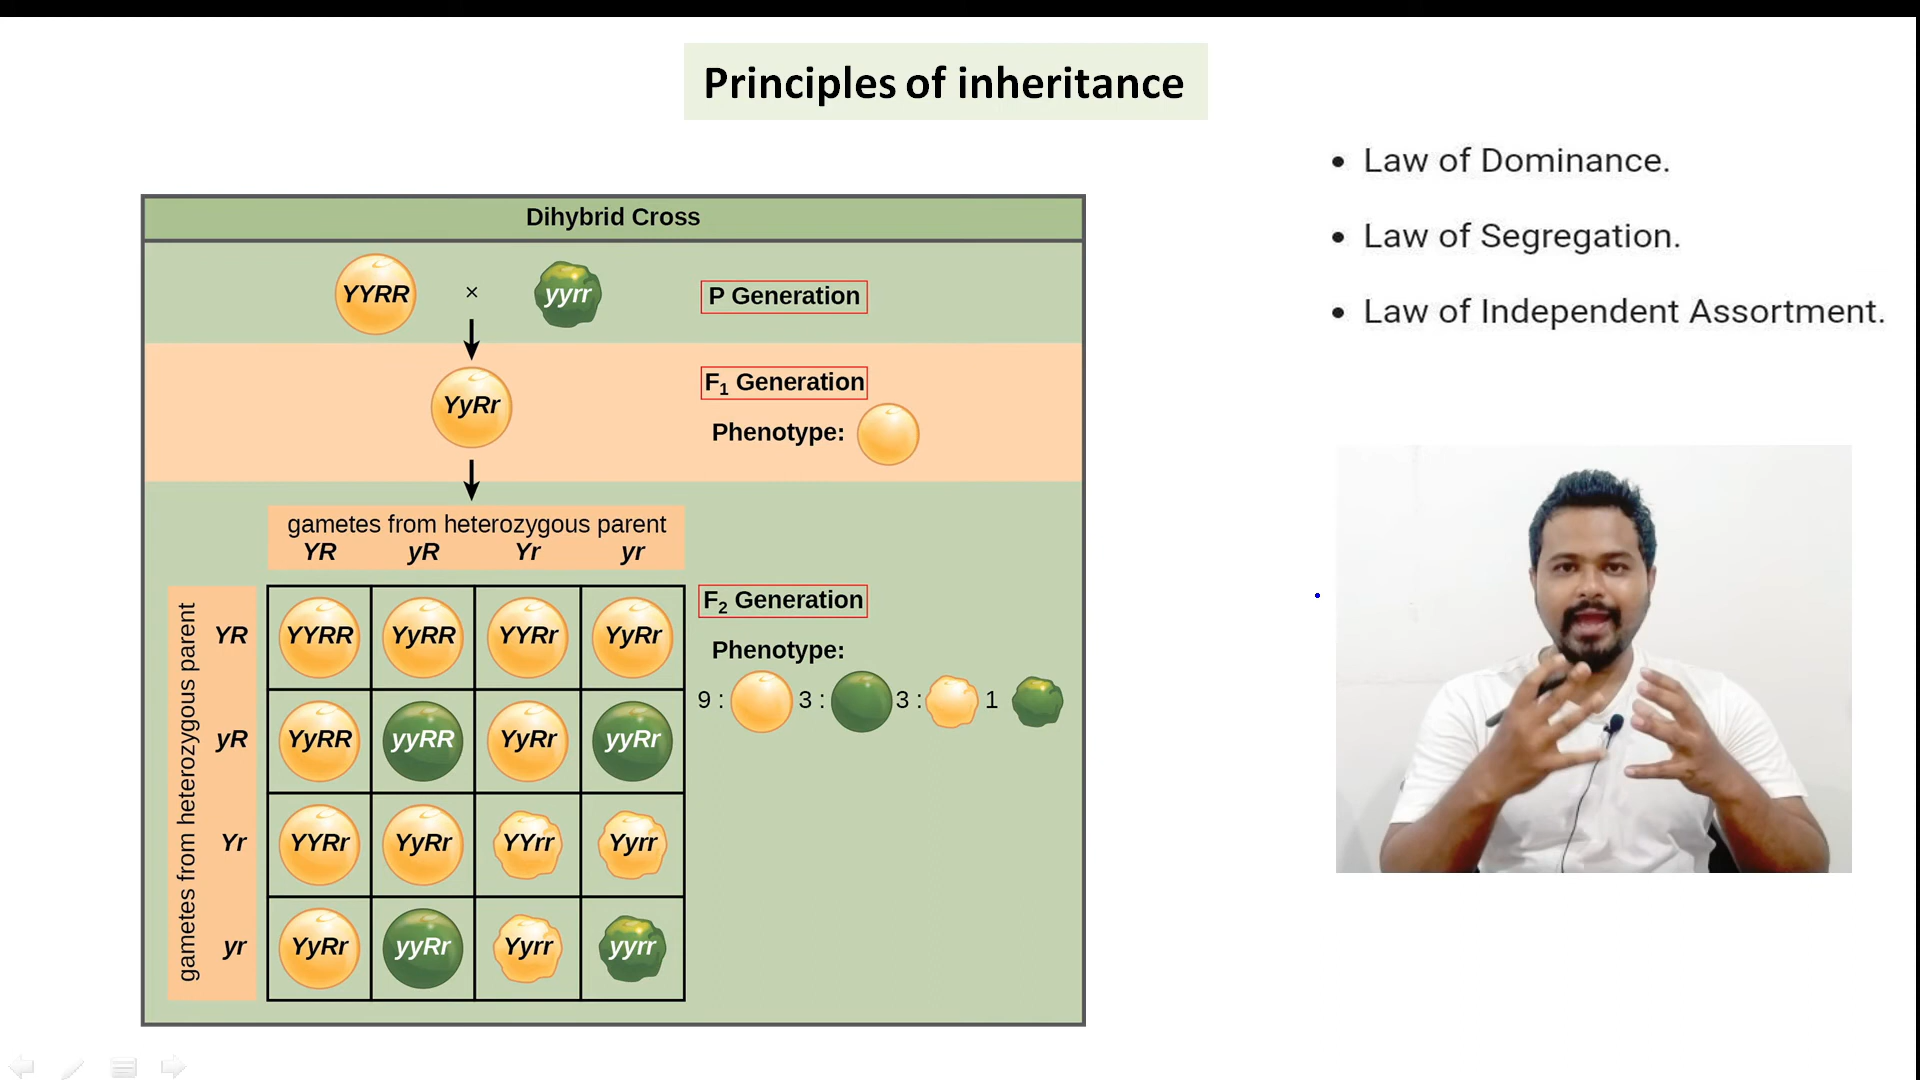 Principles of inheritance
Law of Dominance.
Law of Segregation.
Law of Independent Assortment.
Dihybrid Cross
YYRR × yyrr P Generation
YyRr
F1 Generation
Phenotype:
gametes from heterozygous parent
YR yR Yr yr
gametes from heterozygous parent
YR YYRR YyRR YYRr YyRr
yR YyRR yyRR YyRr yyRr
Yr YYRr YyRr YYrr Yyrr
yr YyRr yyRr Yyrr yyrr
F2 Generation
Phenotype:
9 : 3 : 3 : 1